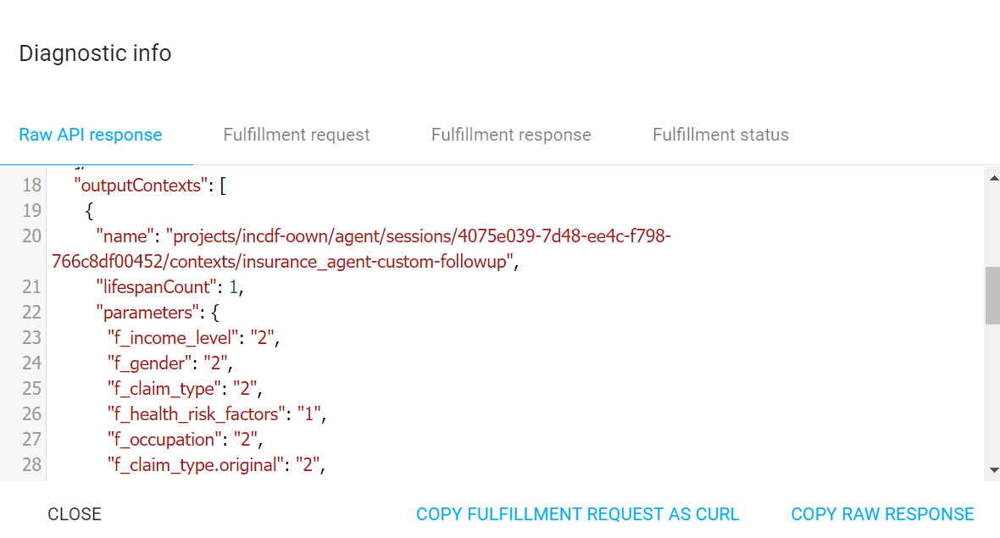 Diagnostic info
Raw API response Fulfillment request Fulfillment response Fulfillment status
18 "outputContexts": [
19 {
20 "name": "projects/incdf-oown/agent/sessions/4075e039-7d48-ee4c-f798-
766c8df00452/contexts/insurance_agent-custom-followup",
21 "lifespanCount": 1,
22 "parameters": {
23 "f_income_level": "2",
24 "f_gender": "2",
25 "f_claim_type": "2",
26 "f_health_risk_factors": "1",
27 "f_occupation": "2",
28 "f_claim_type.original": "2",
CLOSE COPY FULFILLMENT REQUEST AS CURL COPY RAW RESPONSE